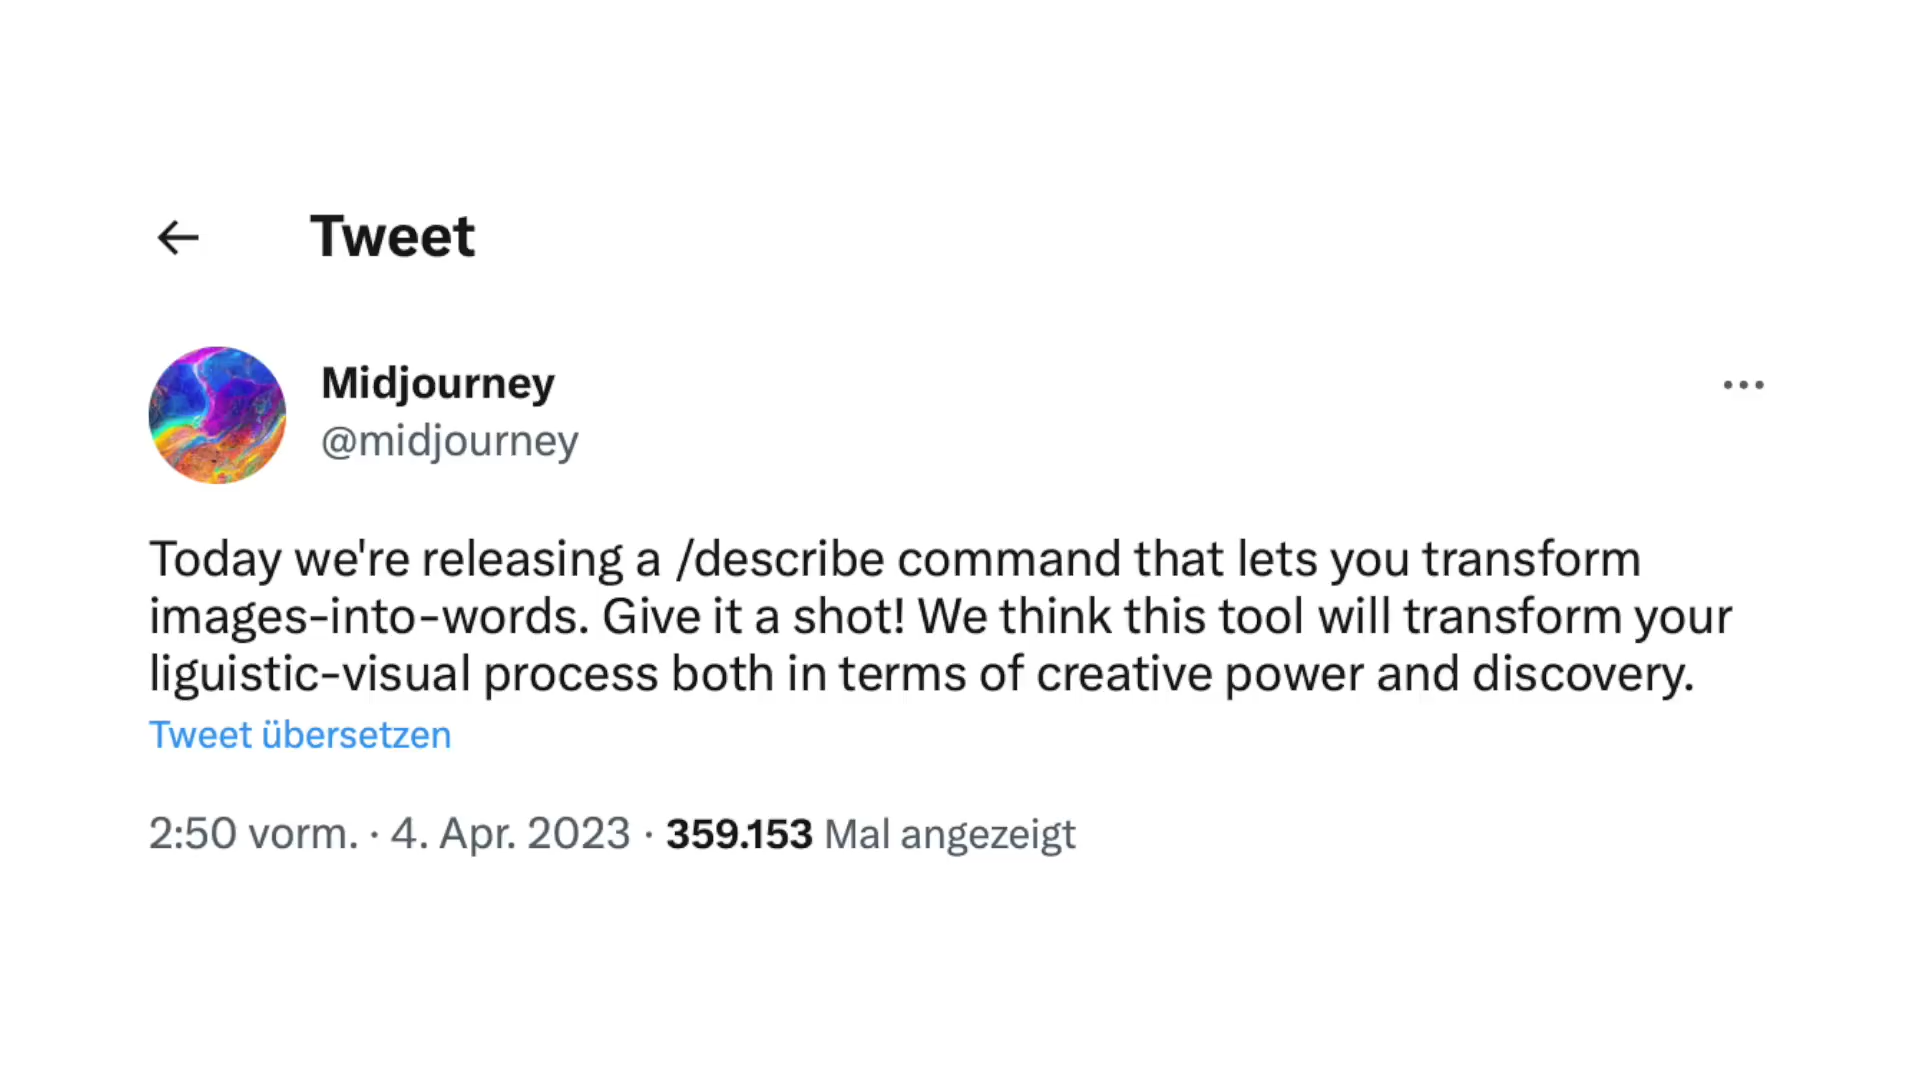 Tweet
Midjourney
@midjourney
Today we're releasing a /describe command that lets you transform
images-into-words. Give it a shot! We think this tool will transform your
liguistic-visual process both in terms of creative power and discovery.
Tweet übersetzen
2:50 vorm. · 4. Apr. 2023 · 359.153 Mal angezeigt